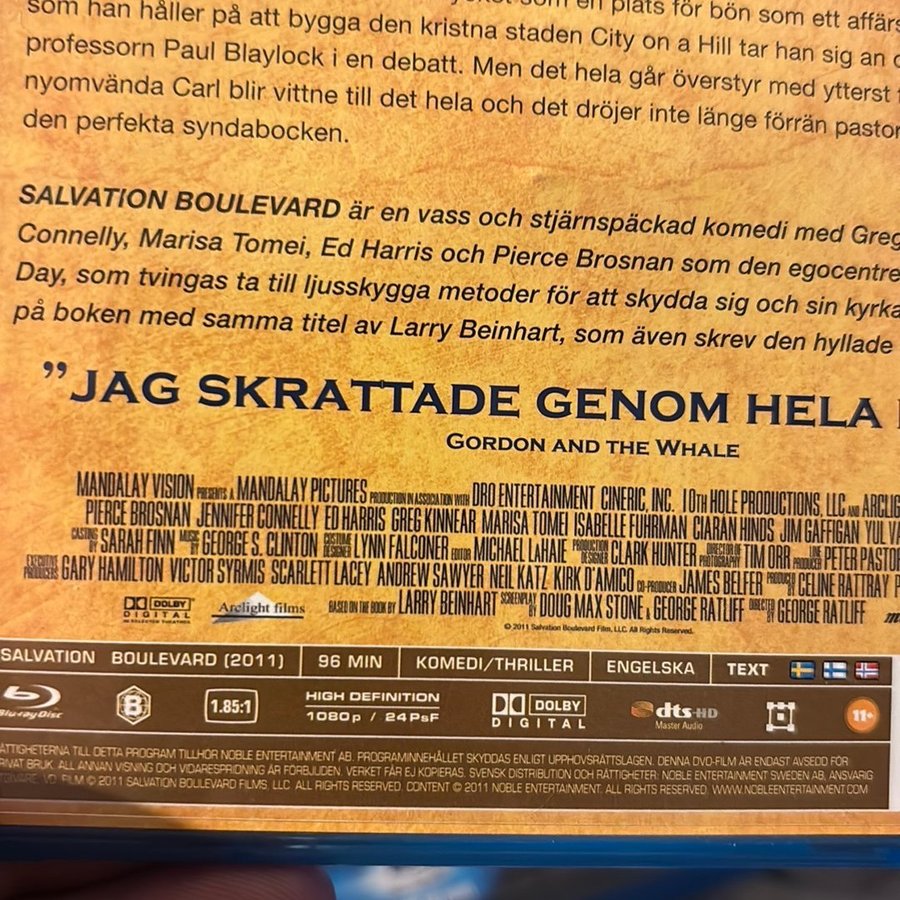 som han håller på att bygga den kristna staden City on a Hill tar han sig an
professorn Paul Blaylock i en debatt. Men det hela går överstyr med ytterst
nyomvända Carl blir vittne till det hela och det dröjer inte länge förrän pastor
den perfekta syndabocken.
SALVATION BOULEVARD är en vass och stjärnspäckad komedi med Greg
Connelly, Marisa Tomei, Ed Harris och Pierce Brosnan som den egocentre
Day, som tvingas ta till ljusskygga metoder för att skydda sig och sin kyrka
på boken med samma titel av Larry Beinhart, som även skrev den hyllade
”JAG SKRATTADE GENOM HELA
GORDON AND THE WHALE
MANDALAY VISION PRESENTS A MANDALAY PICTURES PRODUCTION IN ASSOCIATION WITH DRO ENTERTAINMENT CINERIC, INC. 10TH HOLE PRODUCTIONS, LLC AND ARCLIG
PIERCE BROSNAN JENNIFER CONNELLY ED HARRIS GREG KINNEAR MARISA TOMEI ISABELLE FUHRMAN CIARAN HINDS JIM GAFFIGAN YUL VA
CASTING BY SARAH FINN MUSIC BY GEORGE S. CLINTON COSTUME DESIGNER LYNN FALCONER EDITOR MICHAEL LaHAIE PRODUCTION DESIGNER CLARK HUNTER DIRECTOR OF PHOTOGRAPHY TIM ORR LINE PRODUCER PETER PASTOR
EXECUTIVE PRODUCERS GARY HAMILTON VICTOR SYRMIS SCARLETT LACEY ANDREW SAWYER NEIL KATZ KIRK D'AMICO CO-PRODUCER JAMES BELFER PRODUCED BY CELINE RATTRAY P
DOLBY DIGITAL IN SELECTED THEATRES Arclight films BASED ON THE BOOK BY LARRY BEINHART SCREENPLAY BY DOUG MAX STONE & GEORGE RATLIFF DIRECTED BY GEORGE RATLIFF m
© 2011 Salvation Boulevard Film, LLC. All Rights Reserved.
SALVATION BOULEVARD (2011) 96 MIN KOMEDI/THRILLER ENGELSKA TEXT
Blu-ray Disc B 1.85:1 HIGH DEFINITION 1080p / 24PsF DOLBY DIGITAL dts-HD Master Audio 11+
ÄTTIGHETERNA TILL DETTA PROGRAM TILLHÖR NOBLE ENTERTAINMENT AB. PROGRAMINNEHÅLLET SKYDDAS ENLIGT UPPHOVSRÄTTSLAGEN. DENNA DVD-FILM ÄR ENDAST AVSEDD FÖR
RIVAT BRUK. ALL ANNAN VISNING OCH VIDARESPRIDNING ÄR FÖRBJUDEN. VERKET FÅR EJ KOPIERAS. SVENSK DISTRIBUTION OCH RÄTTIGHETER: NOBLE ENTERTAINMENT SWEDEN AB, ANSVARIG
TGIVARE, VD. FILM © 2011 SALVATION BOULEVARD FILMS, LLC. ALL RIGHTS RESERVED. CONTENT © 2011 NOBLE ENTERTAINMENT. ALL RIGHTS RESERVED. WWW.NOBLEENTERTAINMENT.COM